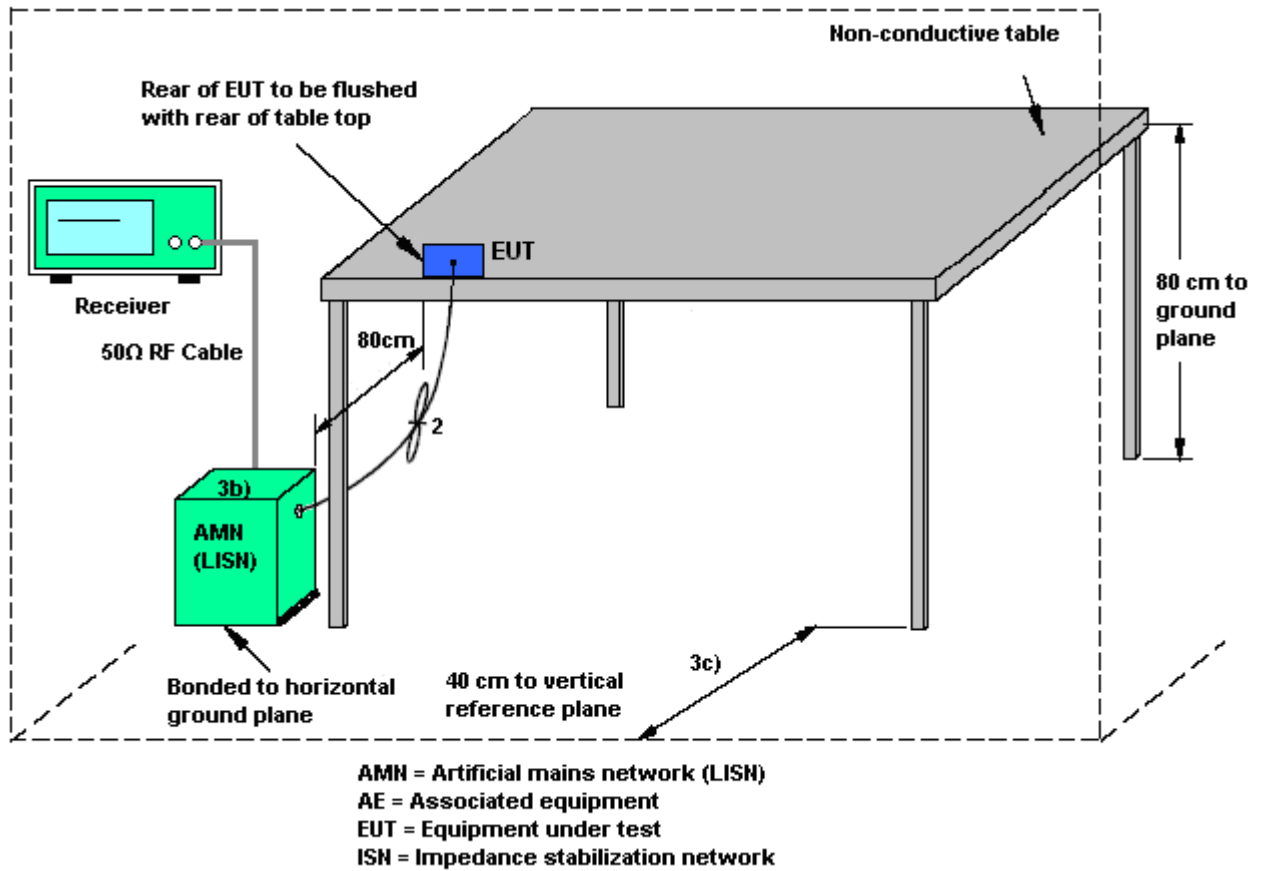 Non-conductive table
Rear of EUT to be flushed
with rear of table top
EUT
Receiver
80cm
80 cm to
ground
plane
50Ω RF Cable
2
3b)
AMN
(LISN)
3c)
Bonded to horizontal
ground plane
40 cm to vertical
reference plane
AMN = Artificial mains network (LISN)
AE = Associated equipment
EUT = Equipment under test
ISN = Impedance stabilization network